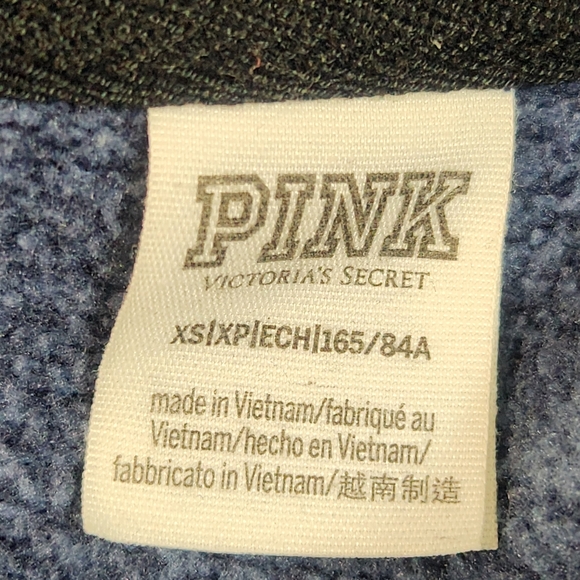 PINK
VICTORIA'S SECRET
XS|XP|ECH|165/84A
made in Vietnam/fabriqué au
Vietnam/hecho en Vietnam/
fabbricato in Vietnam/越南制造